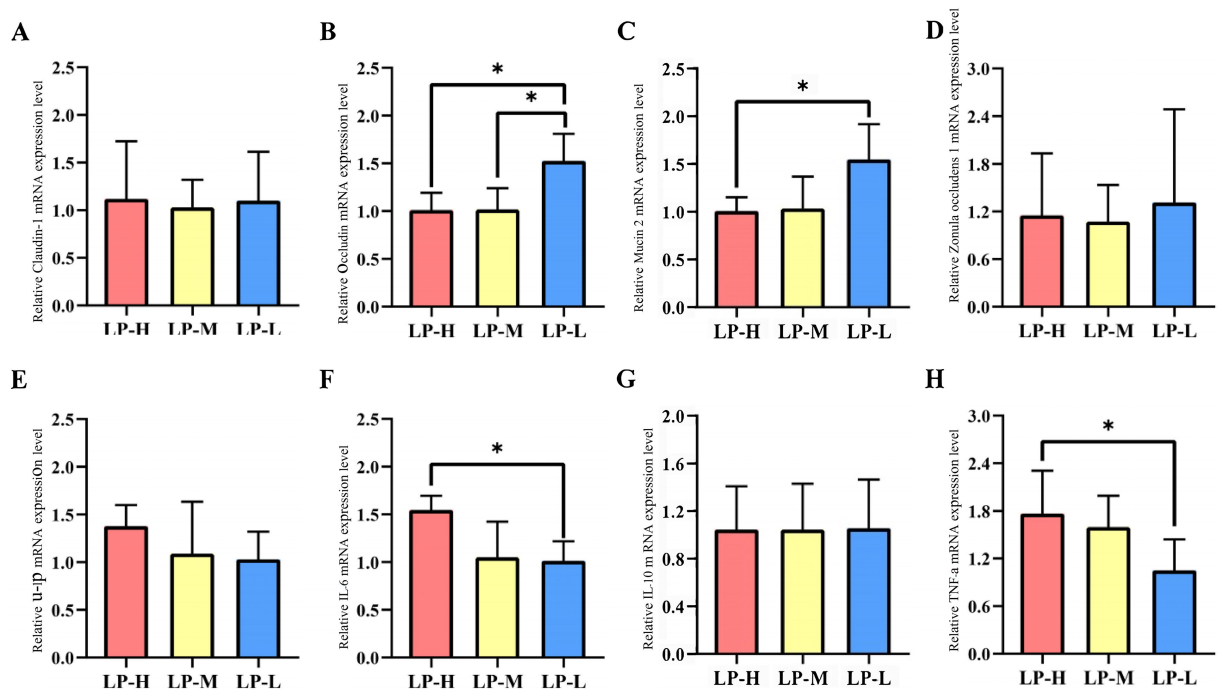 A
Relative Claudin-1 mRNA expression level
2.5
2.0
1.5
1.0
0.5
0.0
LP-H LP-M LP-L
B
Relative Occludin mRNA expression level
2.5
2.0
1.5
1.0
0.5
0.0
*
*
LP-H LP-M LP-L
C
Relative Mucin 2 mRNA expression level
2.5
2.0
1.5
1.0
0.5
0.0
*
LP-H LP-M LP-L
D
Relative Zonula occludens 1 mRNA expression level
3.0
2.4
1.8
1.2
0.6
0.0
LP-H LP-M LP-L
E
Relative u-ıp mRNA expressiOn level
2.5
2.0
1.5
1.0
0.5
0.0
LP-H LP-M LP-L
F
Relative IL-6 mRNA expression level
2.5
2.0
1.5
1.0
0.5
0.0
*
LP-H LP-M LP-L
G
Relative IL-10 m RNA expression level
2.0
1.6
1.2
0.8
0.4
0.0
LP-H LP-M LP-L
H
Relative TNF-a mRNA expression level
3.0
2.4
1.8
1.2
0.6
0.0
*
LP-H LP-M LP-L